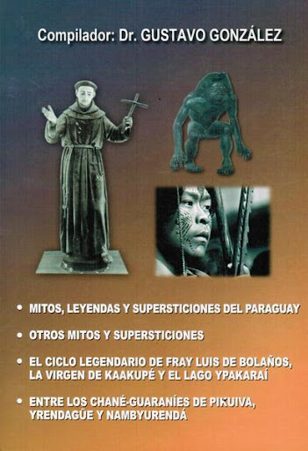 Compilador: Dr. GUSTAVO GONZÁLEZ
• MITOS, LEYENDAS Y SUPERSTICIONES DEL PARAGUAY
• OTROS MITOS Y SUPERSTICIONES
• EL CICLO LEGENDARIO DE FRAY LUIS DE BOLAÑOS,
LA VIRGEN DE KAAKUPÉ Y EL LAGO YPAKARAÍ
• ENTRE LOS CHANÉ-GUARANÍES DE PIKUIVA,
YRENDAGÜE Y NAMBYURENDÁ